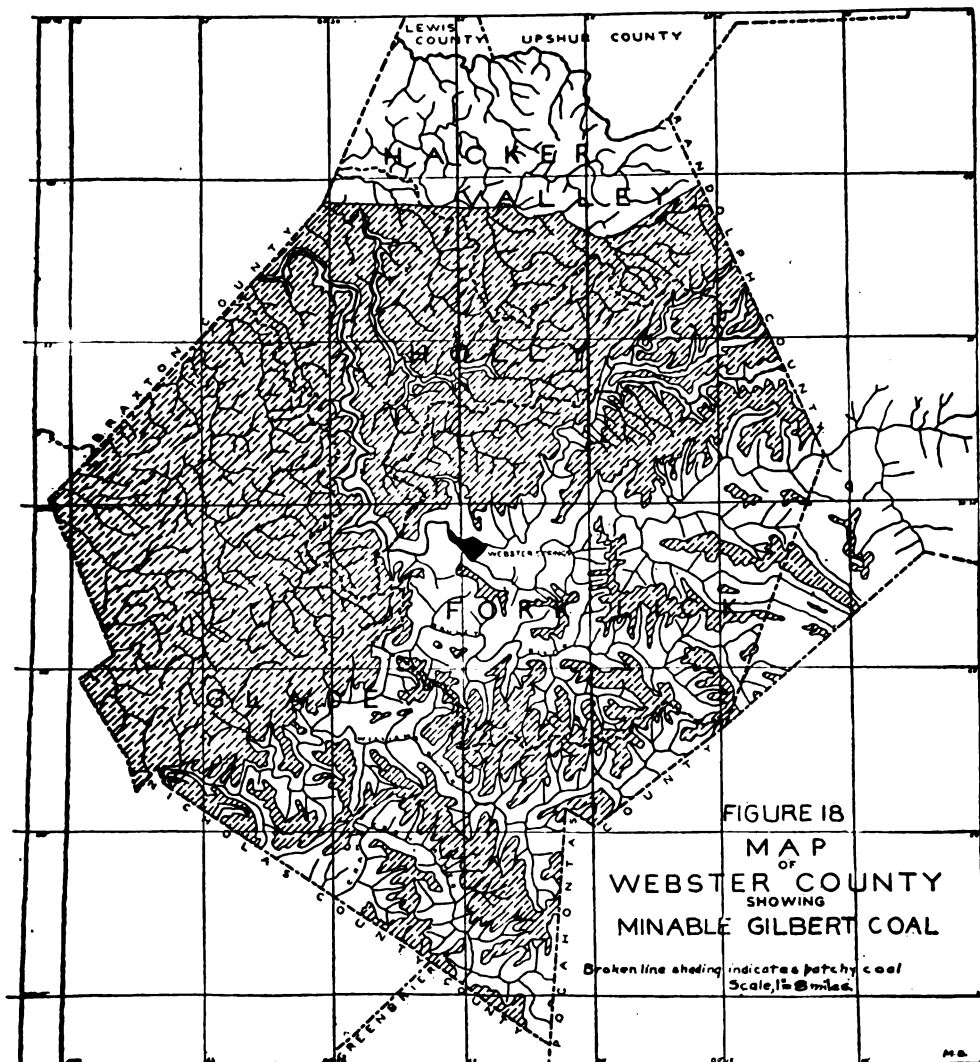 LEWIS
COUNTY
UPSHUR COUNTY
HACKER
VALLEY
RANDOLPH COUNTY
BRAXTON COUNTY
HOLLY
WEBSTER SPRINGS
FORK LICK
GLADE
NICHOLAS COUNTY
GREENBRIER COUNTY
POCAHONTAS
COUNTY
FIGURE 18
MAP
OF
WEBSTER COUNTY
SHOWING
MINABLE GILBERT COAL
Broken line shading indicates patchy coal
Scale, 1"=8 miles